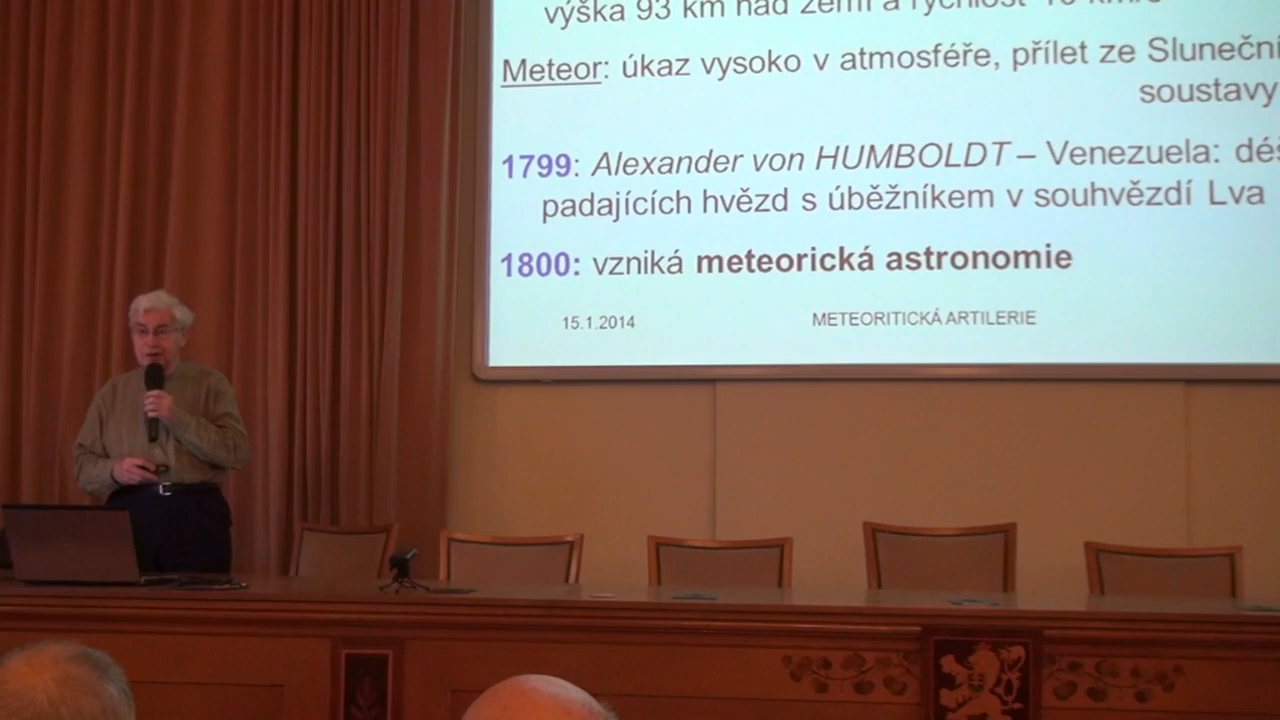 výška 93 km nad zemí a rychlost
Meteor: úkaz vysoko v atmosféře, přílet ze Sluneční
soustavy
1799: Alexander von HUMBOLDT – Venezuela:
padajících hvězd s úběžníkem v souhvězdí Lva
1800: vzniká meteorická astronomie
15.1.2014 METEORITICKÁ ARTILERIE